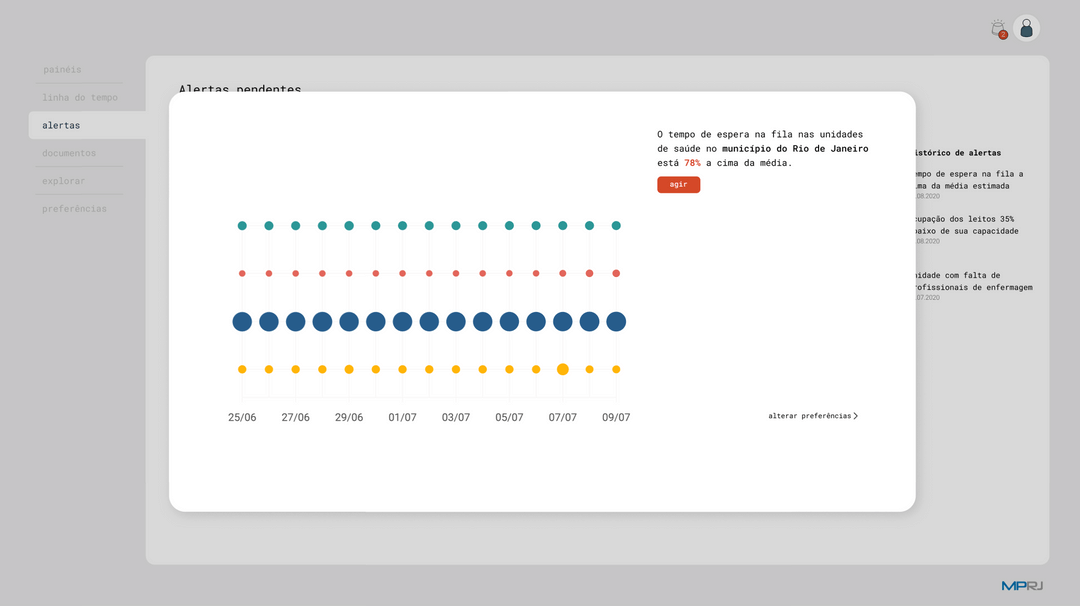 2
painéis
linha do tempo
alertas
documentos
explorar
preferências
Alertas pendentes
O tempo de espera na fila nas unidades
de saúde no município do Rio de Janeiro
está 78% a cima da média.
agir
25/06 27/06 29/06 01/07 03/07 05/07 07/07 09/07
alterar preferências
istórico de alertas
empo de espera na fila a
ima da média estimada
.08.2020
cupação dos leitos 35%
baixo de sua capacidade
.08.2020
nidade com falta de
rofissionais de enfermagem
.07.2020
MPRJ